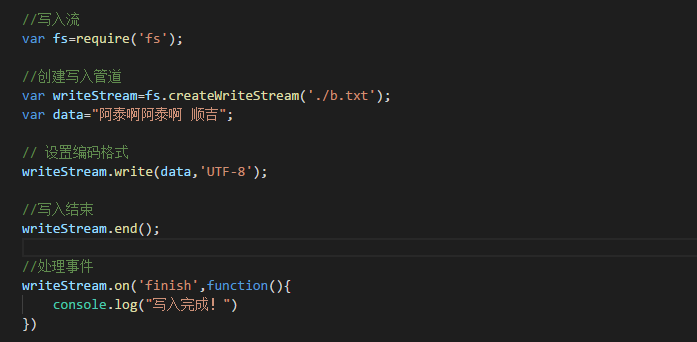 //写入流
var fs=require('fs');
//创建写入管道
var writeStream=fs.createWriteStream('./b.txt');
var data="阿泰啊阿泰啊 顺吉";
// 设置编码格式
writeStream.write(data,'UTF-8');
//写入结束
writeStream.end();
//处理事件
writeStream.on('finish',function(){
    console.log("写入完成！")
})